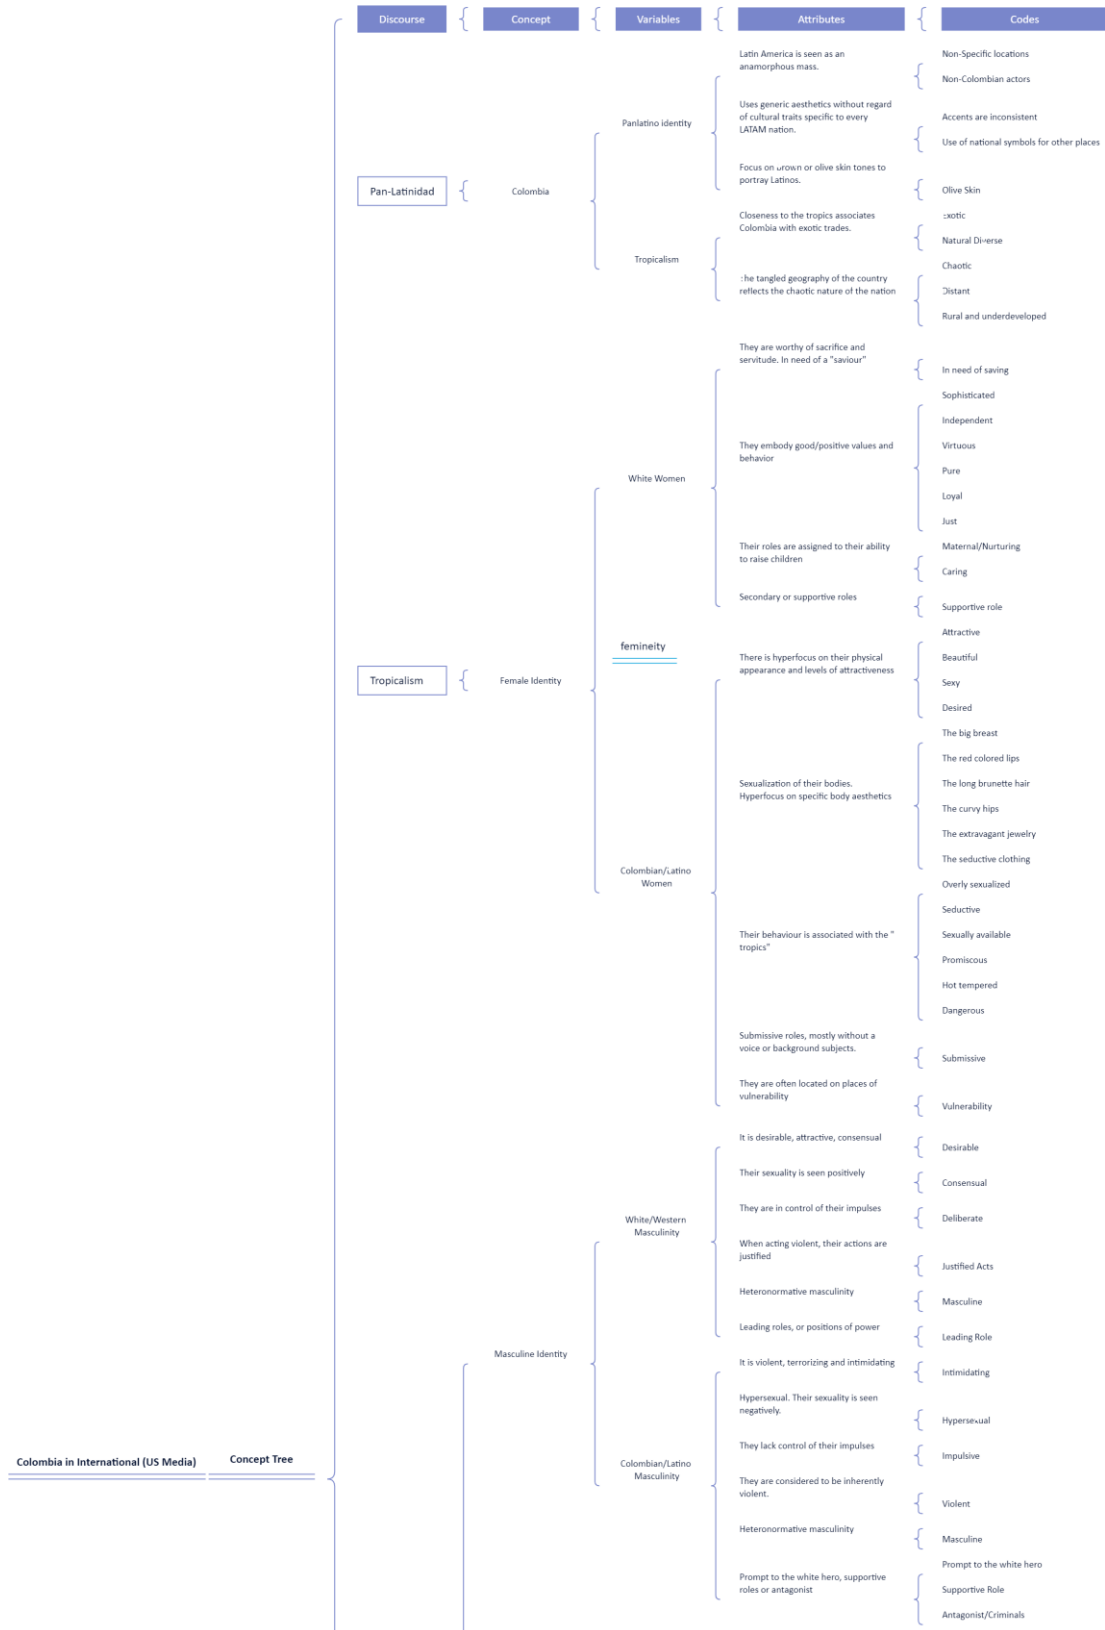 Discourse
Concept
Variables
Attributes
Codes
Pan-Latinidad
Colombia
Panlatino identity
Latin America is seen as an
anamorphous mass.
Non-Specific locations
Non-Colombian actors
Uses generic aesthetics without regard
of cultural traits specific to every
LATAM nation.
Accents are inconsistent
Use of national symbols for other places
Focus on brown or olive skin tones to
portray Latinos.
Olive Skin
Tropicalism
Closeness to the tropics associates
Colombia with exotic trades.
Exotic
Natural Diverse
The tangled geography of the country
reflects the chaotic nature of the nation
Chaotic
Distant
Rural and underdeveloped
Tropicalism
Female Identity
White Women
They are worthy of sacrifice and
servitude. In need of a "saviour"
In need of saving
They embody good/positive values and
behavior
Sophisticated
Independent
Virtuous
Pure
Loyal
Just
Their roles are assigned to their ability
to raise children
Maternal/Nurturing
Caring
Secondary or supportive roles
Supportive role
femineity
Colombian/Latino
Women
There is hyperfocus on their physical
appearance and levels of attractiveness
Attractive
Beautiful
Sexy
Desired
Sexualization of their bodies.
Hyperfocus on specific body aesthetics
The big breast
The red colored lips
The long brunette hair
The curvy hips
The extravagant jewelry
The seductive clothing
Their behaviour is associated with the "
tropics"
Overly sexualized
Seductive
Sexually available
Promiscous
Hot tempered
Dangerous
Submissive roles, mostly without a
voice or background subjects.
Submissive
They are often located on places of
vulnerability
Vulnerability
Masculine Identity
White/Western
Masculinity
It is desirable, attractive, consensual
Desirable
Their sexuality is seen positively
Consensual
They are in control of their impulses
Deliberate
When acting violent, their actions are
justified
Justified Acts
Heteronormative masculinity
Masculine
Leading roles, or positions of power
Leading Role
Colombian/Latino
Masculinity
It is violent, terrorizing and intimidating
Intimidating
Hypersexual. Their sexuality is seen
negatively.
Hypersexual
They lack control of their impulses
Impulsive
They are considered to be inherently
violent.
Violent
Heteronormative masculinity
Masculine
Prompt to the white hero, supportive
roles or antagonist
Prompt to the white hero
Supportive Role
Antagonist/Criminals
Colombia in International (US Media)
Concept Tree